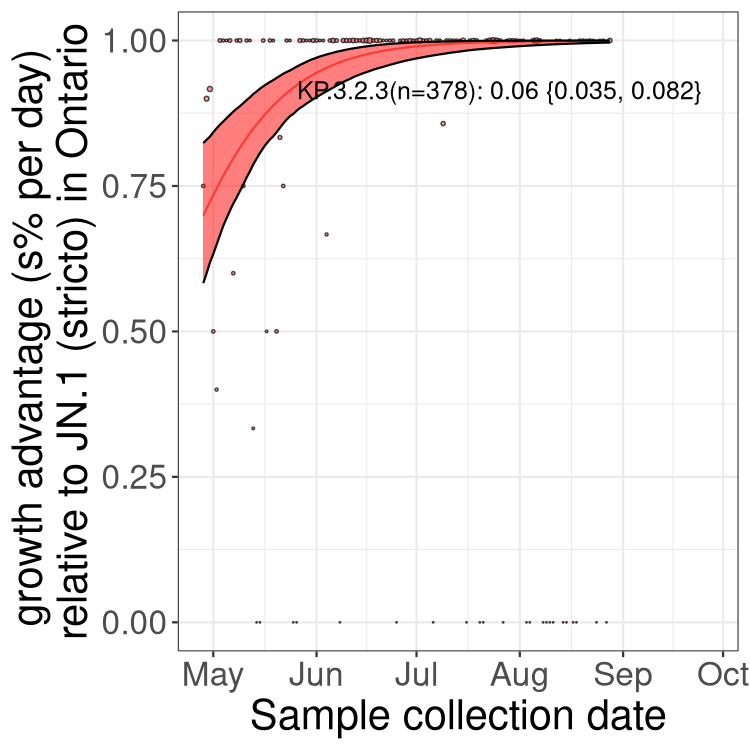 growth advantage (s% per day)
relative to JN.1 (stricto) in Ontario
1.00
0.75
0.50
0.25
0.00
KP.3.2.3(n=378): 0.06 {0.035, 0.082}
May Jun Jul Aug Sep Oct
Sample collection date